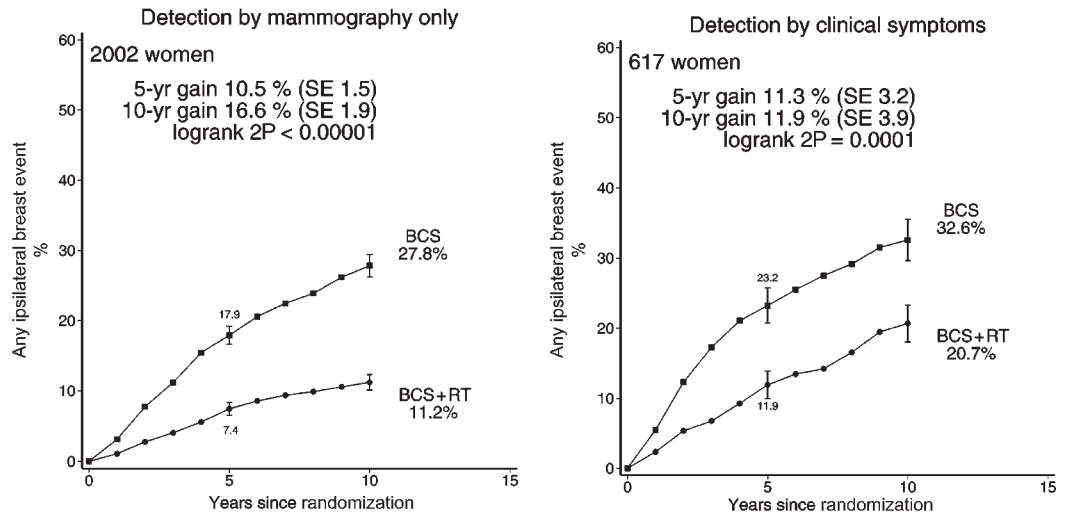 Detection by mammography only
60
2002 women
5-yr gain 10.5 % (SE 1.5)
10-yr gain 16.6 % (SE 1.9)
logrank 2P < 0.00001
50
40
30
20
10
0
Any ipsilateral breast event
%
BCS
27.8%
17.9
BCS+RT
11.2%
7.4
0 5 10 15
Years since randomization
Detection by clinical symptoms
60
617 women
5-yr gain 11.3 % (SE 3.2)
10-yr gain 11.9 % (SE 3.9)
logrank 2P = 0.0001
50
40
30
20
10
0
Any ipsilateral breast event
%
BCS
32.6%
23.2
BCS+RT
20.7%
11.9
0 5 10 15
Years since randomization